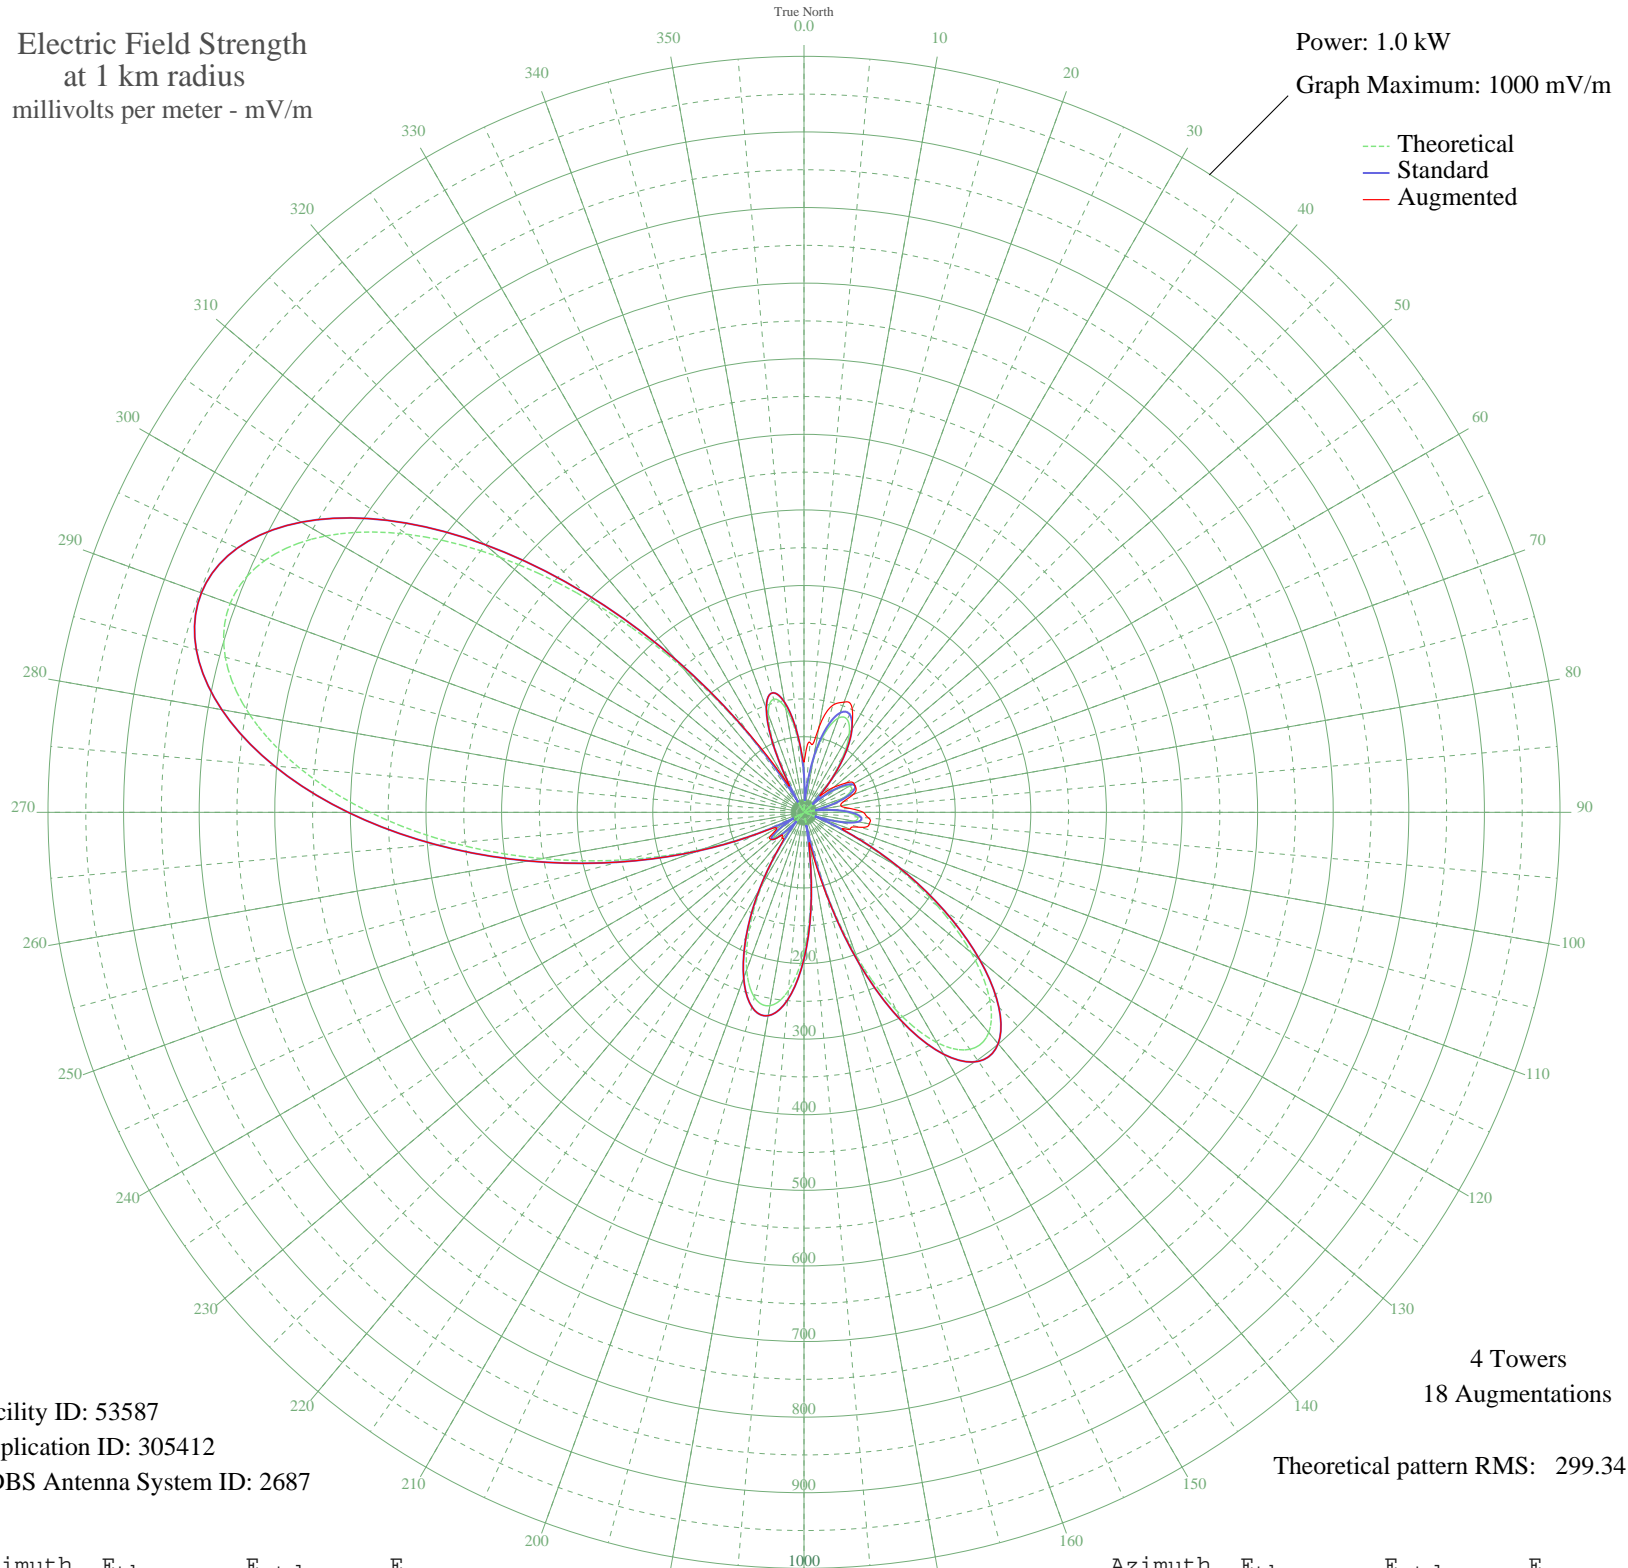 True North
Electric Field Strength
at 1 km radius
millivolts per meter - mV/m
Power: 1.0 kW
Graph Maximum: 1000 mV/m
Theoretical
Standard
Augmented
0.0
10
20
30
40
50
60
70
80
90
100
110
120
130
140
150
160
200
210
220
230
240
250
260
270
280
290
300
310
320
330
340
350
200
300
400
500
600
700
800
900
1000
4 Towers
18 Augmentations
Theoretical pattern RMS: 299.34
cility ID: 53587
plication ID: 305412
DBS Antenna System ID: 2687
imuth
Azimuth